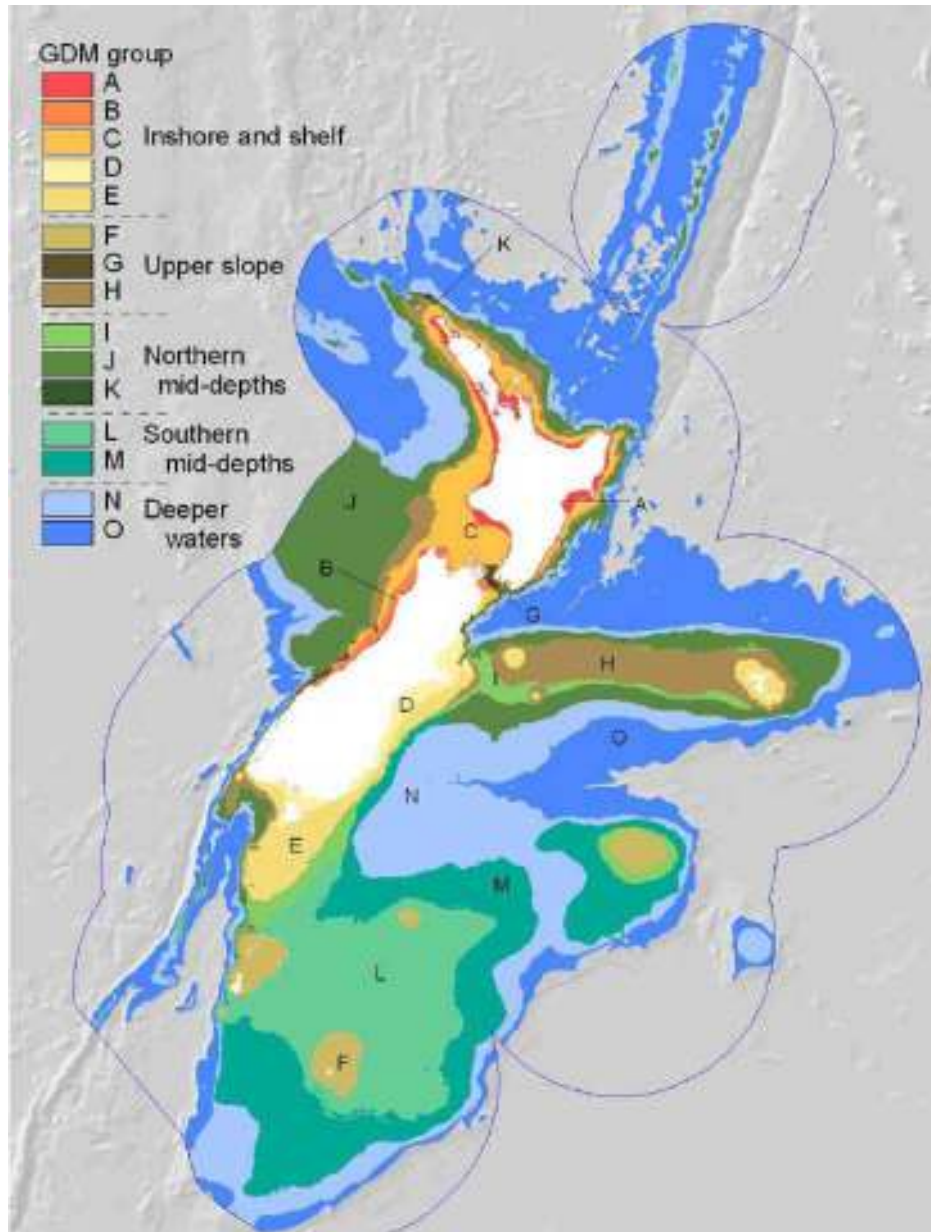 GDM group
A
B
C Inshore and shelf
D
E
F
G Upper slope
H
I
J Northern
mid-depths
K
L Southern
M mid-depths
N Deeper
O waters
K
J
A
C
B
G
H
I
D
O
N
E
M
L
F